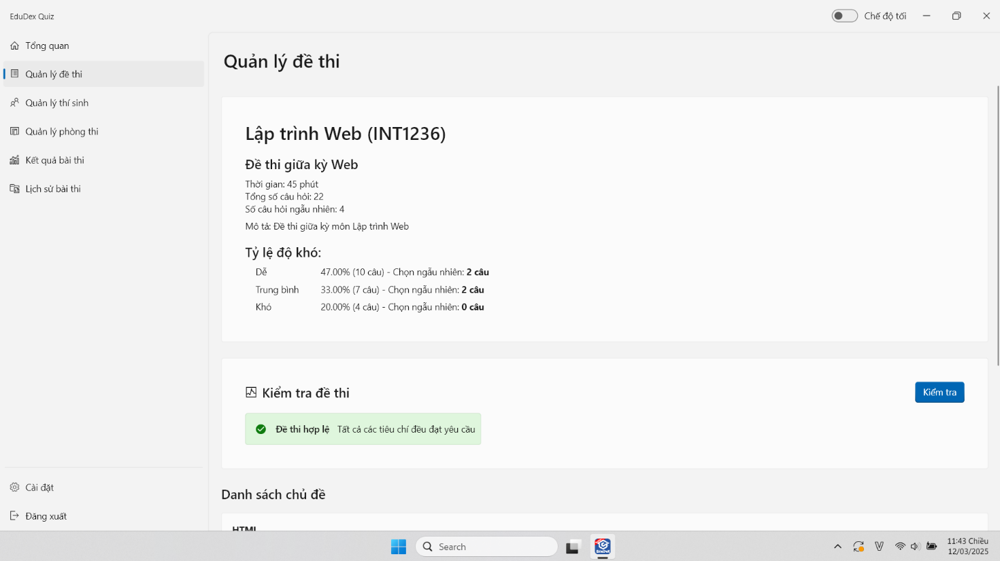 EduDex Quiz
Chế độ tối
Tổng quan
Quản lý đề thi
Quản lý thí sinh
Quản lý phòng thi
Kết quả bài thi
Lịch sử bài thi
Cài đặt
Đăng xuất
Quản lý đề thi
Lập trình Web (INT1236)
Đề thi giữa kỳ Web
Thời gian: 45 phút
Tổng số câu hỏi: 22
Số câu hỏi ngẫu nhiên: 4
Mô tả: Đề thi giữa kỳ môn Lập trình Web
Tỷ lệ độ khó:
Dễ 47.00% (10 câu) - Chọn ngẫu nhiên: 2 câu
Trung bình 33.00% (7 câu) - Chọn ngẫu nhiên: 2 câu
Khó 20.00% (4 câu) - Chọn ngẫu nhiên: 0 câu
Kiểm tra đề thi
Kiểm tra
Đề thi hợp lệ Tất cả các tiêu chí đều đạt yêu cầu
Danh sách chủ đề
HTML
Search
EduDex
V
11:43 Chiều
12/03/2025